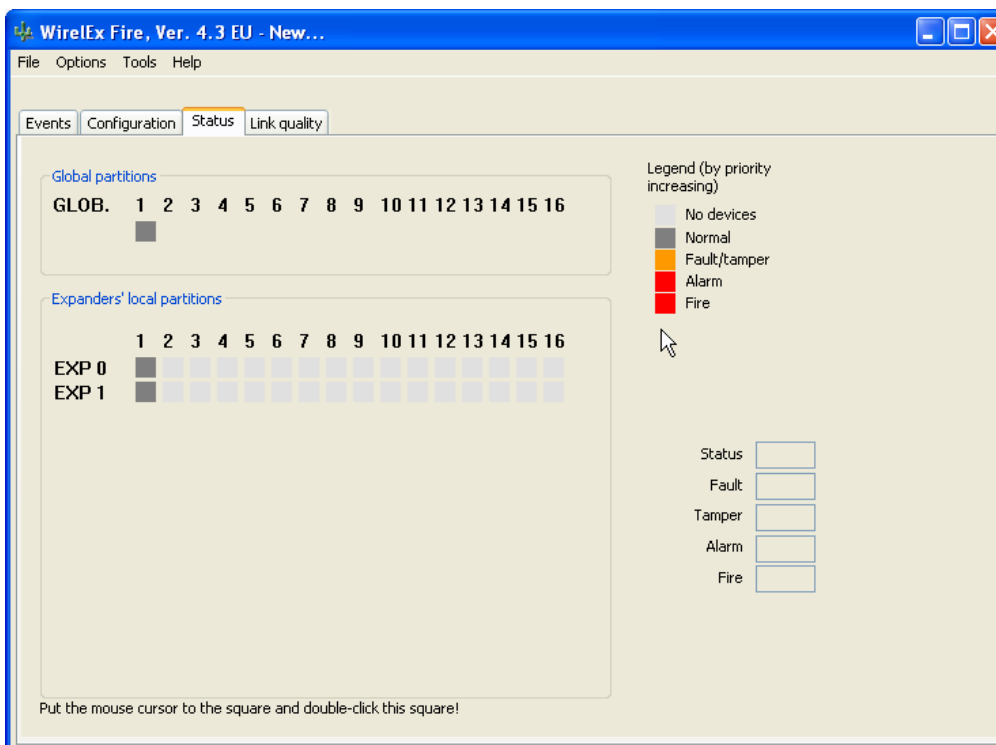 WirelEx Fire, Ver. 4.3 EU - New...
File Options Tools Help
Events Configuration Status Link quality
Global partitions
GLOB. 1 2 3 4 5 6 7 8 9 10 11 12 13 14 15 16
Expanders' local partitions
1 2 3 4 5 6 7 8 9 10 11 12 13 14 15 16
EXP 0
EXP 1
Put the mouse cursor to the square and double-click this square!
Legend (by priority
increasing)
No devices
Normal
Fault/tamper
Alarm
Fire
Status
Fault
Tamper
Alarm
Fire